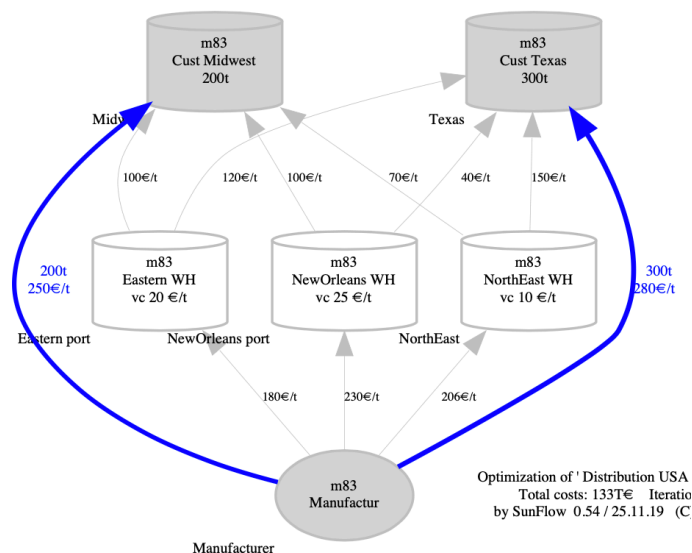 m83
Cust Midwest
200t
m83
Cust Texas
300t
Midw
Texas
100€/t
120€/t
100€/t
70€/t
40€/t
150€/t
m83
Eastern WH
vc 20 €/t
m83
NewOrleans WH
vc 25 €/t
m83
NorthEast WH
vc 10 €/t
200t
250€/t
300t
280€/t
Eastern port
NewOrleans port
NorthEast
180€/t
230€/t
206€/t
m83
Manufactur
Manufacturer
Optimization of ' Distribution USA
Total costs: 133T€ Iteratio
by SunFlow 0.54 / 25.11.19 (C)